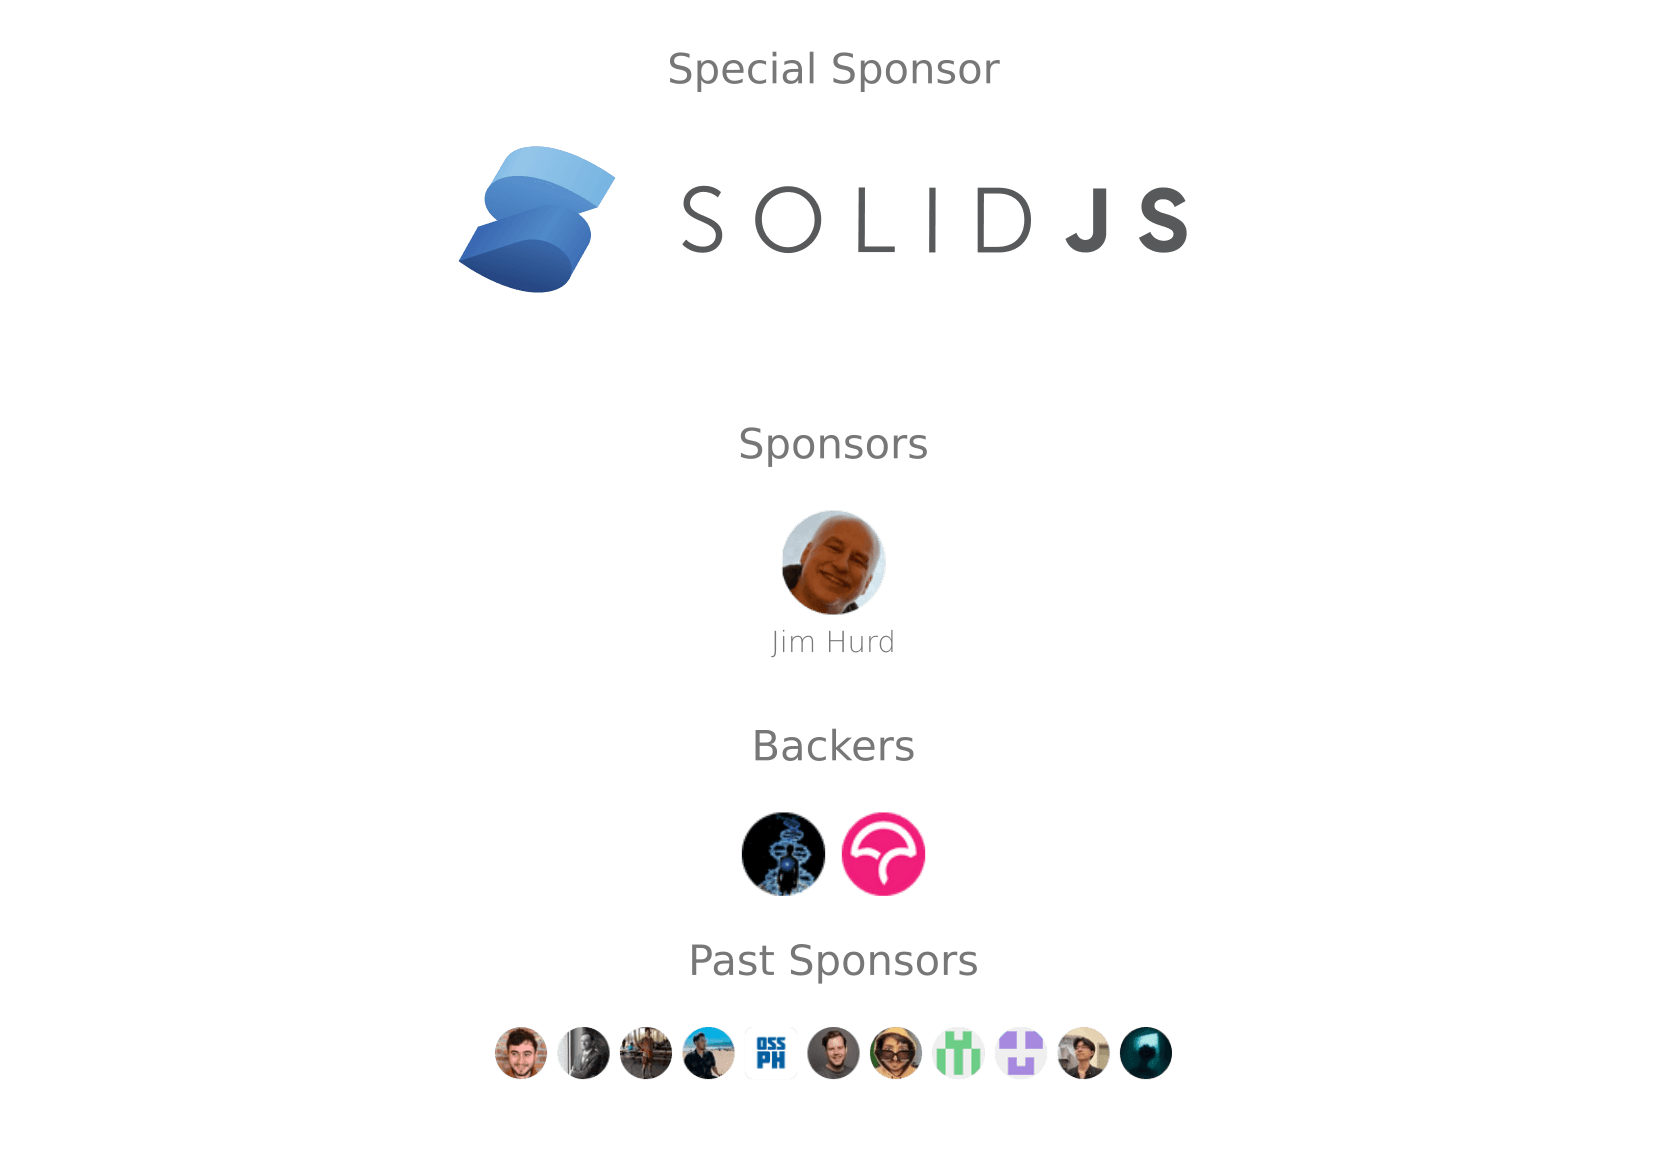 Special Sponsor
SOLIDJS
Sponsors
Jim Hurd
Backers
Past Sponsors
OSS
PH